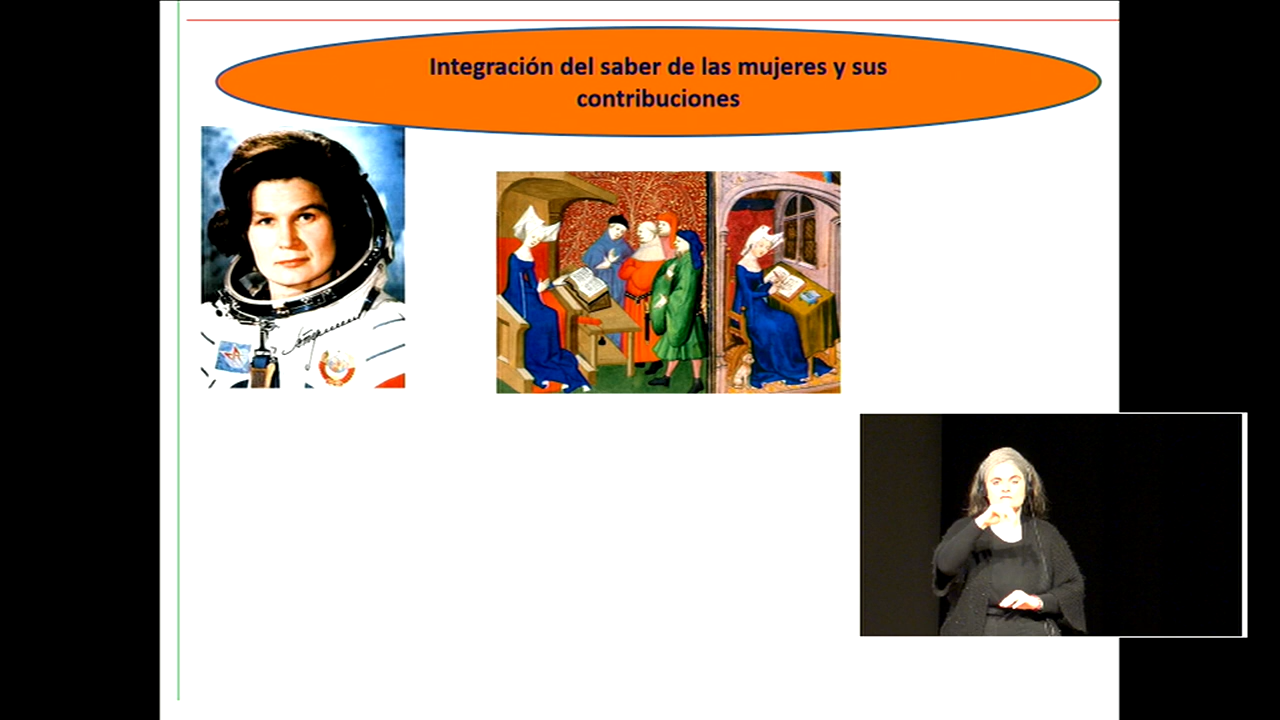 Integración del saber de las mujeres y sus
contribuciones